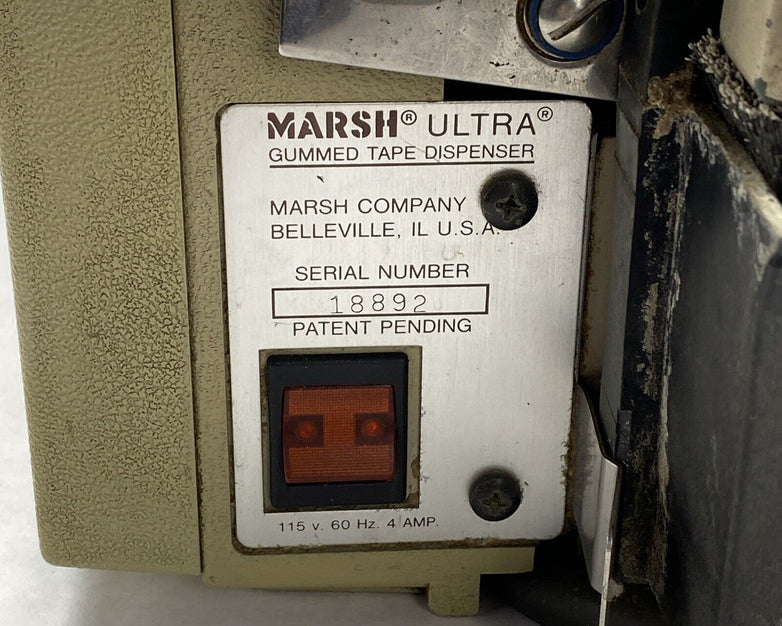 MARSH® ULTRA®
GUMMED TAPE DISPENSER
MARSH COMPANY
BELLEVILLE, IL U.S.A.
SERIAL NUMBER
18892
PATENT PENDING
115 v. 60 Hz. 4 AMP.